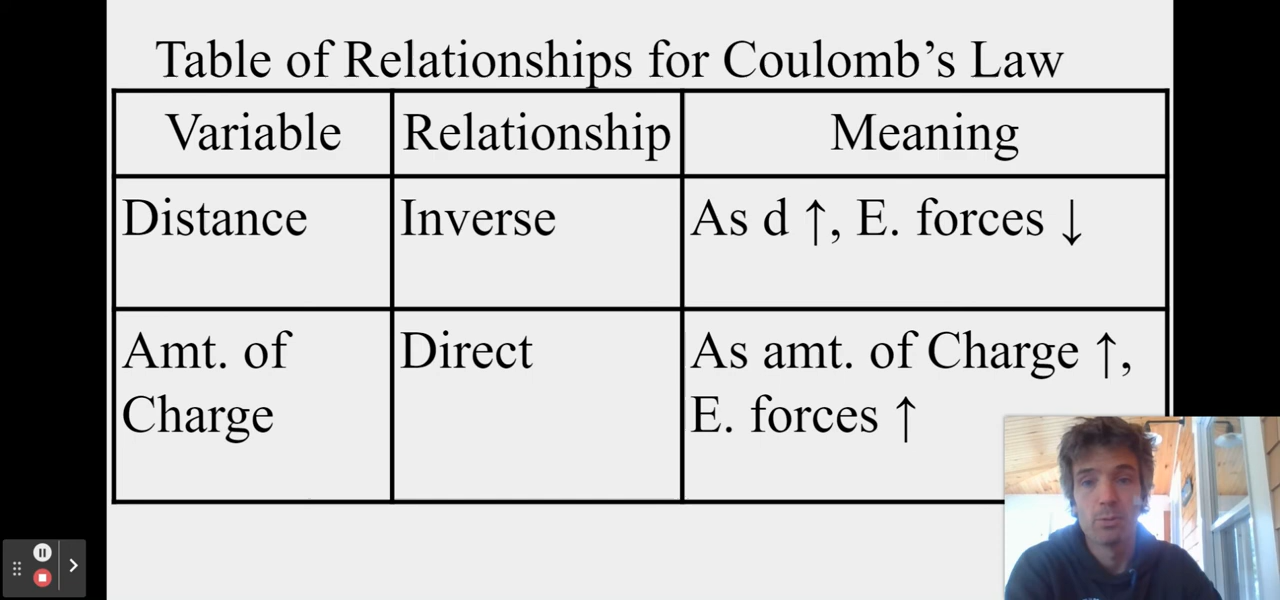 Table of Relationships for Coulomb’s Law
Variable
Relationship
Meaning
Distance
Inverse
As d ↑, E. forces ↓
Amt. of
Charge
Direct
As amt. of Charge ↑,
E. forces ↑